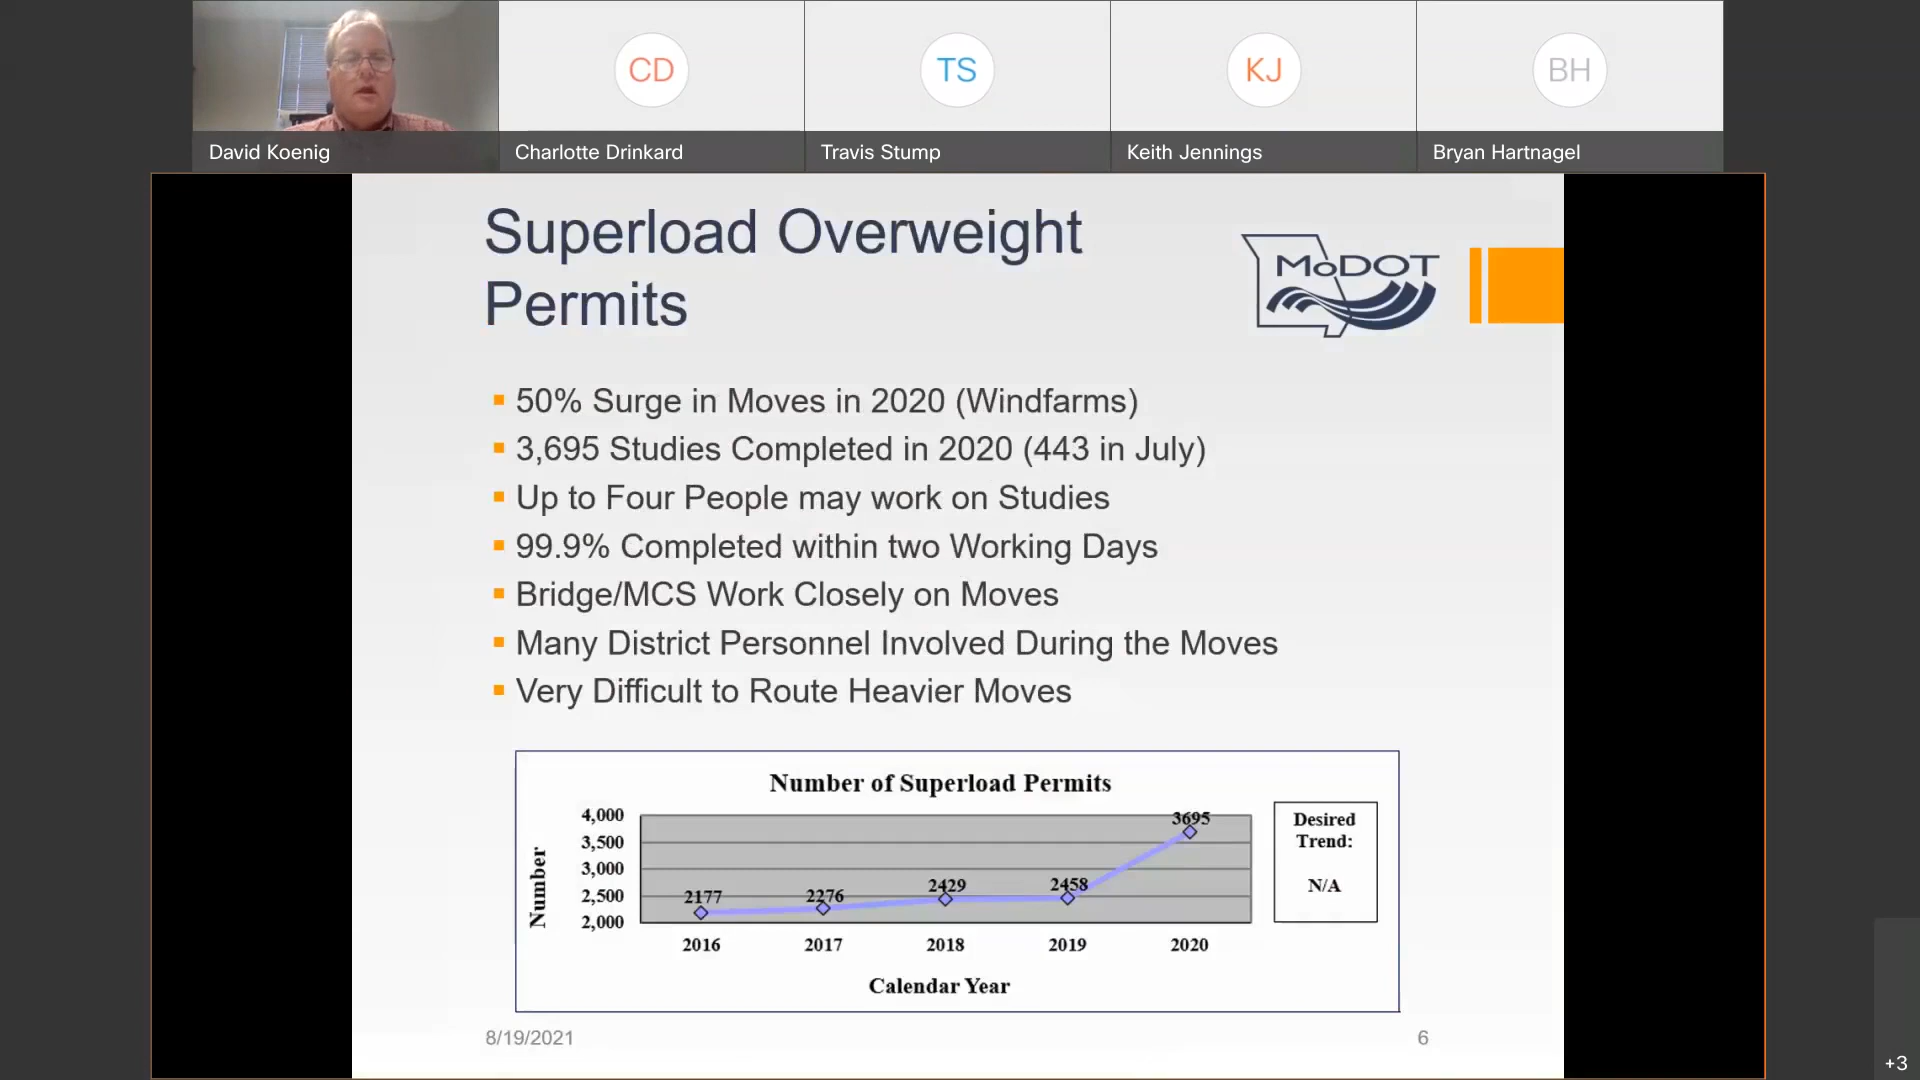 CD
TS
KJ
BH
David Koenig
Charlotte Drinkard
Travis Stump
Keith Jennings
Bryan Hartnagel
Superload Overweight
Permits
MoDOT
50% Surge in Moves in 2020 (Windfarms)
3,695 Studies Completed in 2020 (443 in July)
Up to Four People may work on Studies
99.9% Completed within two Working Days
Bridge/MCS Work Closely on Moves
Many District Personnel Involved During the Moves
Very Difficult to Route Heavier Moves
Number of Superload Permits
Number
4,000
3,500
3,000
2,500
2,000
2177
2276
2429
2458
3695
2016
2017
2018
2019
2020
Calendar Year
Desired
Trend:
N/A
8/19/2021
6
+3